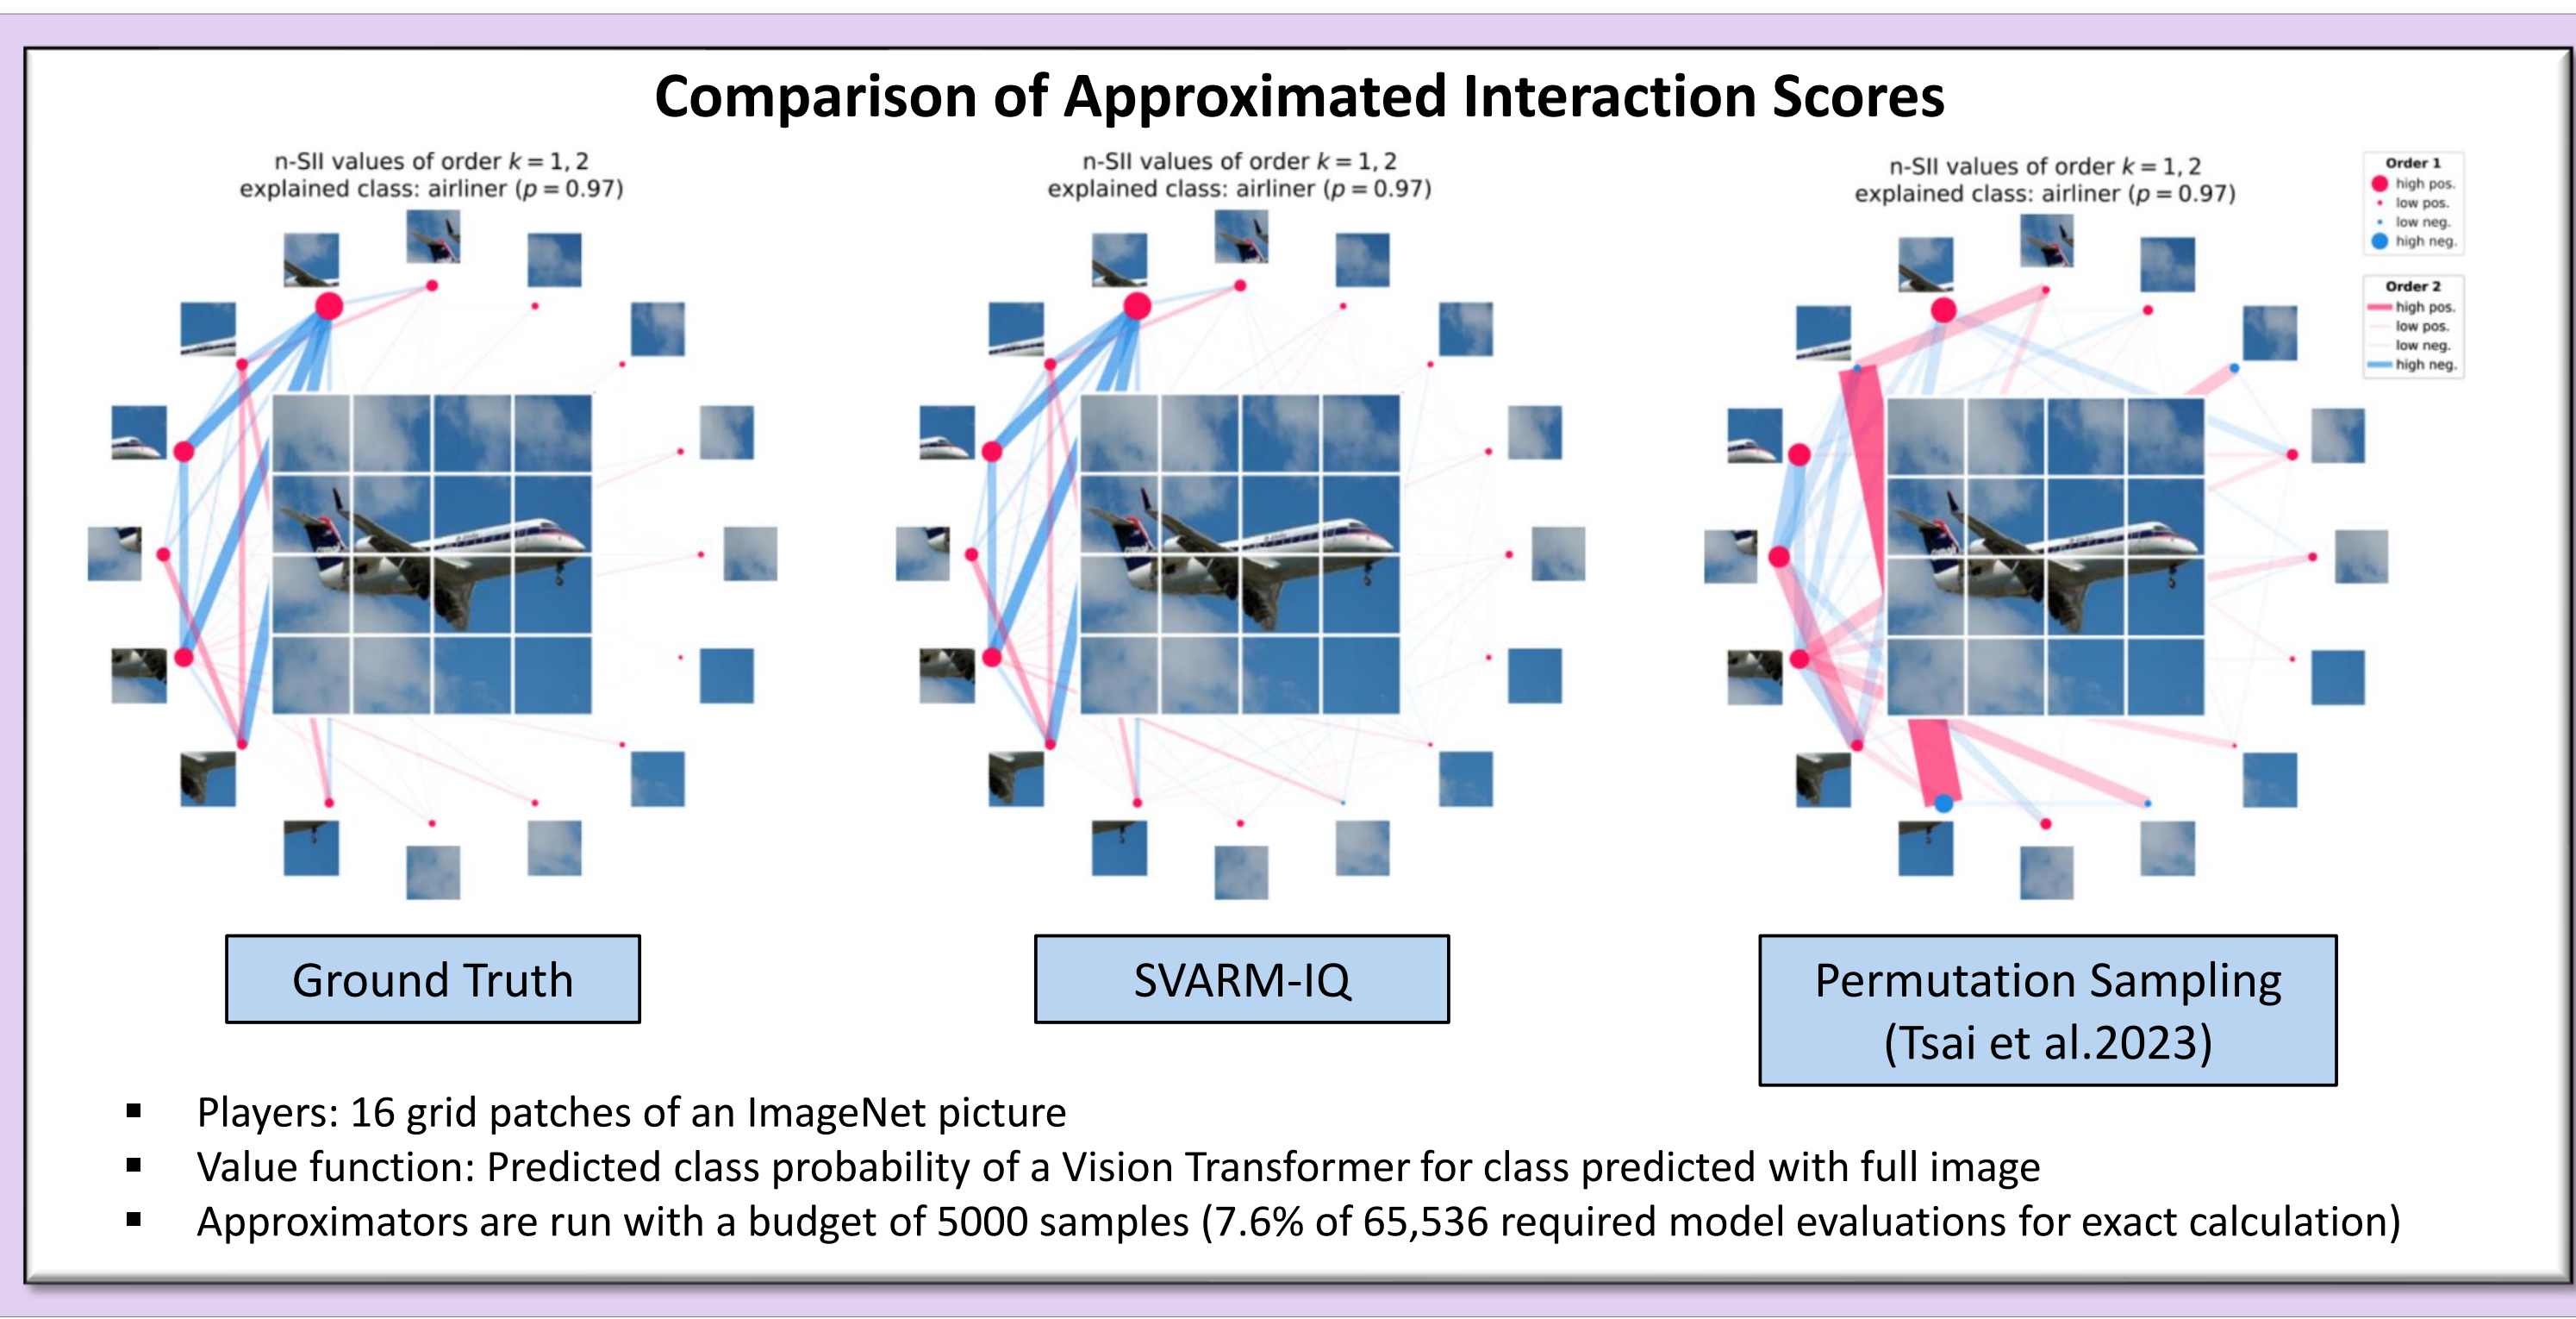 Comparison of Approximated Interaction Scores
n-SII values of order k = 1, 2
explained class: airliner (p = 0.97)
n-SII values of order k = 1, 2
explained class: airliner (p = 0.97)
n-SII values of order k = 1, 2
explained class: airliner (p = 0.97)
Order 1
high pos.
low pos.
low neg.
high neg.
Order 2
high pos.
low pos.
low neg.
high neg.
Ground Truth
SVARM-IQ
Permutation Sampling
(Tsai et al.2023)
▪ Players: 16 grid patches of an ImageNet picture
▪ Value function: Predicted class probability of a Vision Transformer for class predicted with full image
▪ Approximators are run with a budget of 5000 samples (7.6% of 65,536 required model evaluations for exact calculation)